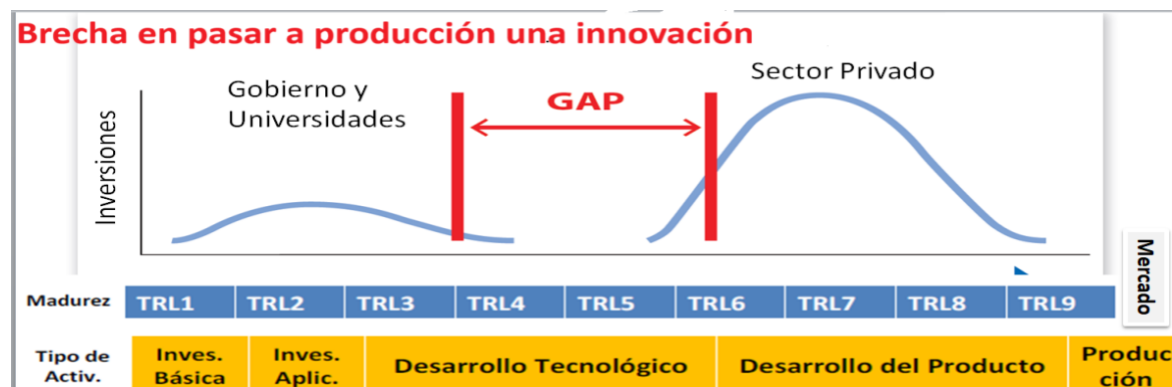 Brecha en pasar a producción una innovación
Gobierno y
Universidades
GAP
Sector Privado
Inversiones
Mercado
Madurez TRL1 TRL2 TRL3 TRL4 TRL5 TRL6 TRL7 TRL8 TRL9
Tipo de
Activ.
Inves.
Básica
Inves.
Aplic.
Desarrollo Tecnológico
Desarrollo del Producto
Produc
ción